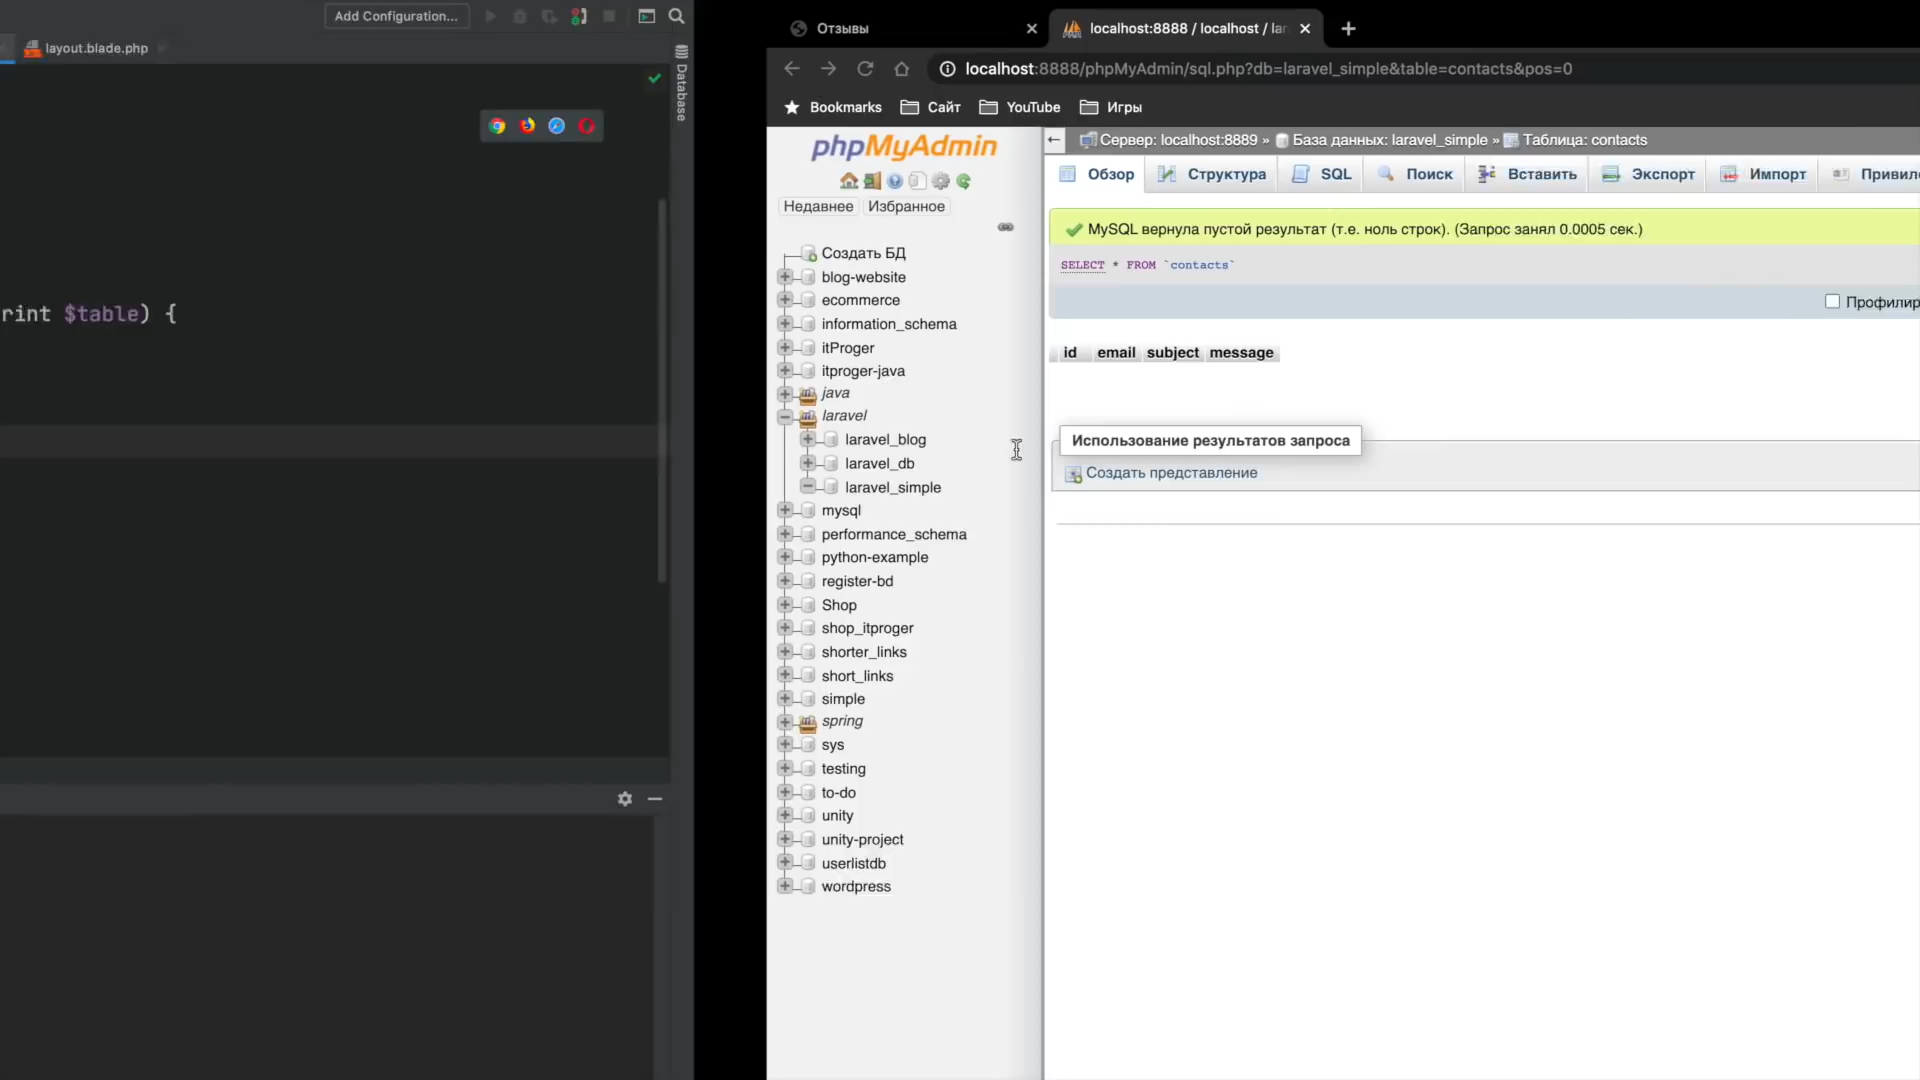 Add Configuration...
layout.blade.php
Database
rint $table) {
Отзывы
localhost:8888 / localhost / lar
localhost:8888/phpMyAdmin/sql.php?db=laravel_simple&table=contacts&pos=0
Bookmarks
Сайт
YouTube
Игры
phpMyAdmin
Недавнее
Избранное
Создать БД
blog-website
ecommerce
information_schema
itProger
itproger-java
java
laravel
laravel_blog
laravel_db
laravel_simple
mysql
performance_schema
python-example
register-bd
Shop
shop_itproger
shorter_links
short_links
simple
spring
sys
testing
to-do
unity
unity-project
userlistdb
wordpress
Сервер: localhost:8889 » База данных: laravel_simple » Таблица: contacts
Обзор
Структура
SQL
Поиск
Вставить
Экспорт
Импорт
Привил
MySQL вернула пустой результат (т.е. ноль строк). (Запрос занял 0.0005 сек.)
SELECT * FROM `contacts`
Профилир
id email subject message
Использование результатов запроса
Создать представление